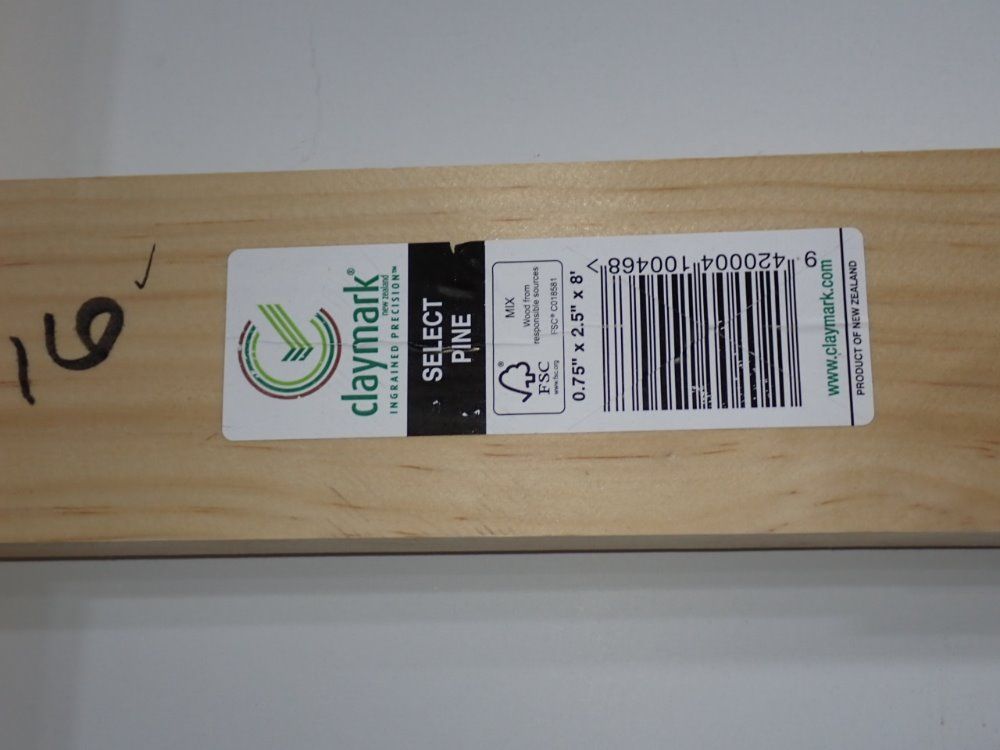 16
claymark®
new zealand
INGRAINED PRECISION™
SELECT
PINE
FSC®
www.fsc.org
MIX
Wood from
responsible sources
FSC® C018581
0.75" x 2.5" x 8'
9 420004 100468 >
www.claymark.com
PRODUCT OF NEW ZEALAND